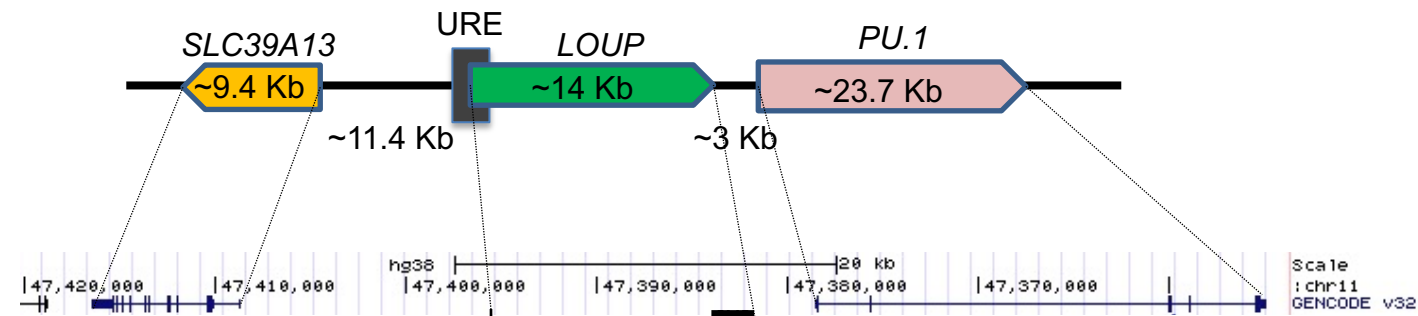 URE
SLC39A13
LOUP
PU.1
~9.4 Kb
~14 Kb
~23.7 Kb
~11.4 Kb
~3 Kb
hg38
20 kb
Scale
|47,420,000 |47,410,000 |47,400,000 |47,390,000 |47,380,000 |47,370,000 |
:chr11
GENCODE v32